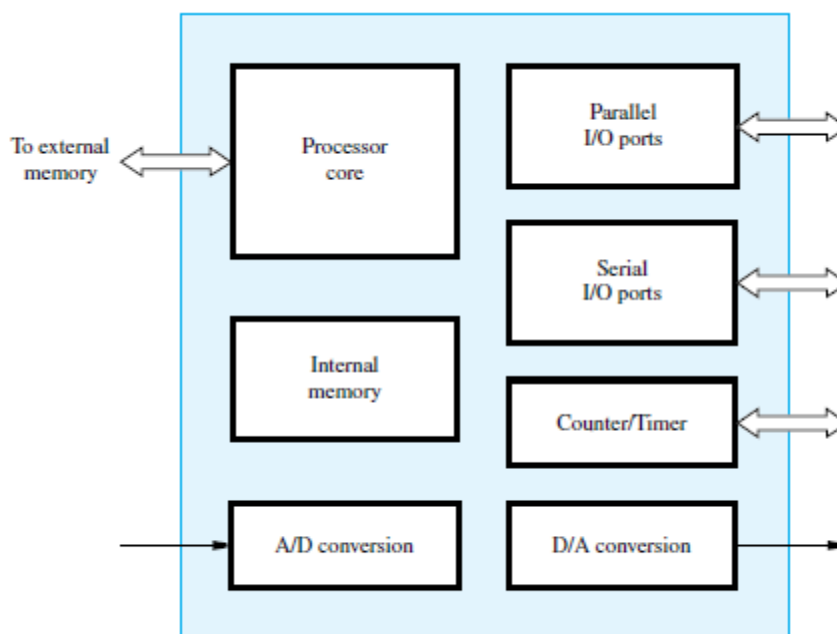 To external
memory
Processor
core
Parallel
I/O ports
Serial
I/O ports
Internal
memory
Counter/Timer
A/D conversion
D/A conversion